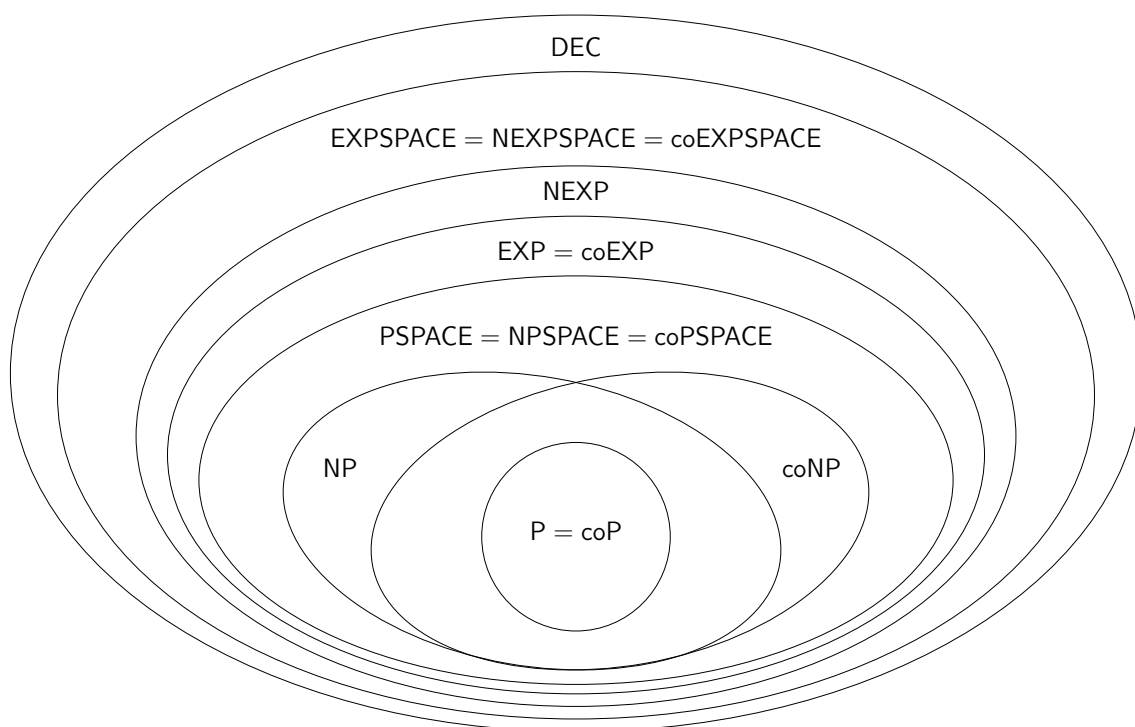 DEC
EXPSPACE = NEXPSPACE = coEXPSPACE
NEXP
EXP = coEXP
PSPACE = NPSPACE = coPSPACE
NP
coNP
P = coP